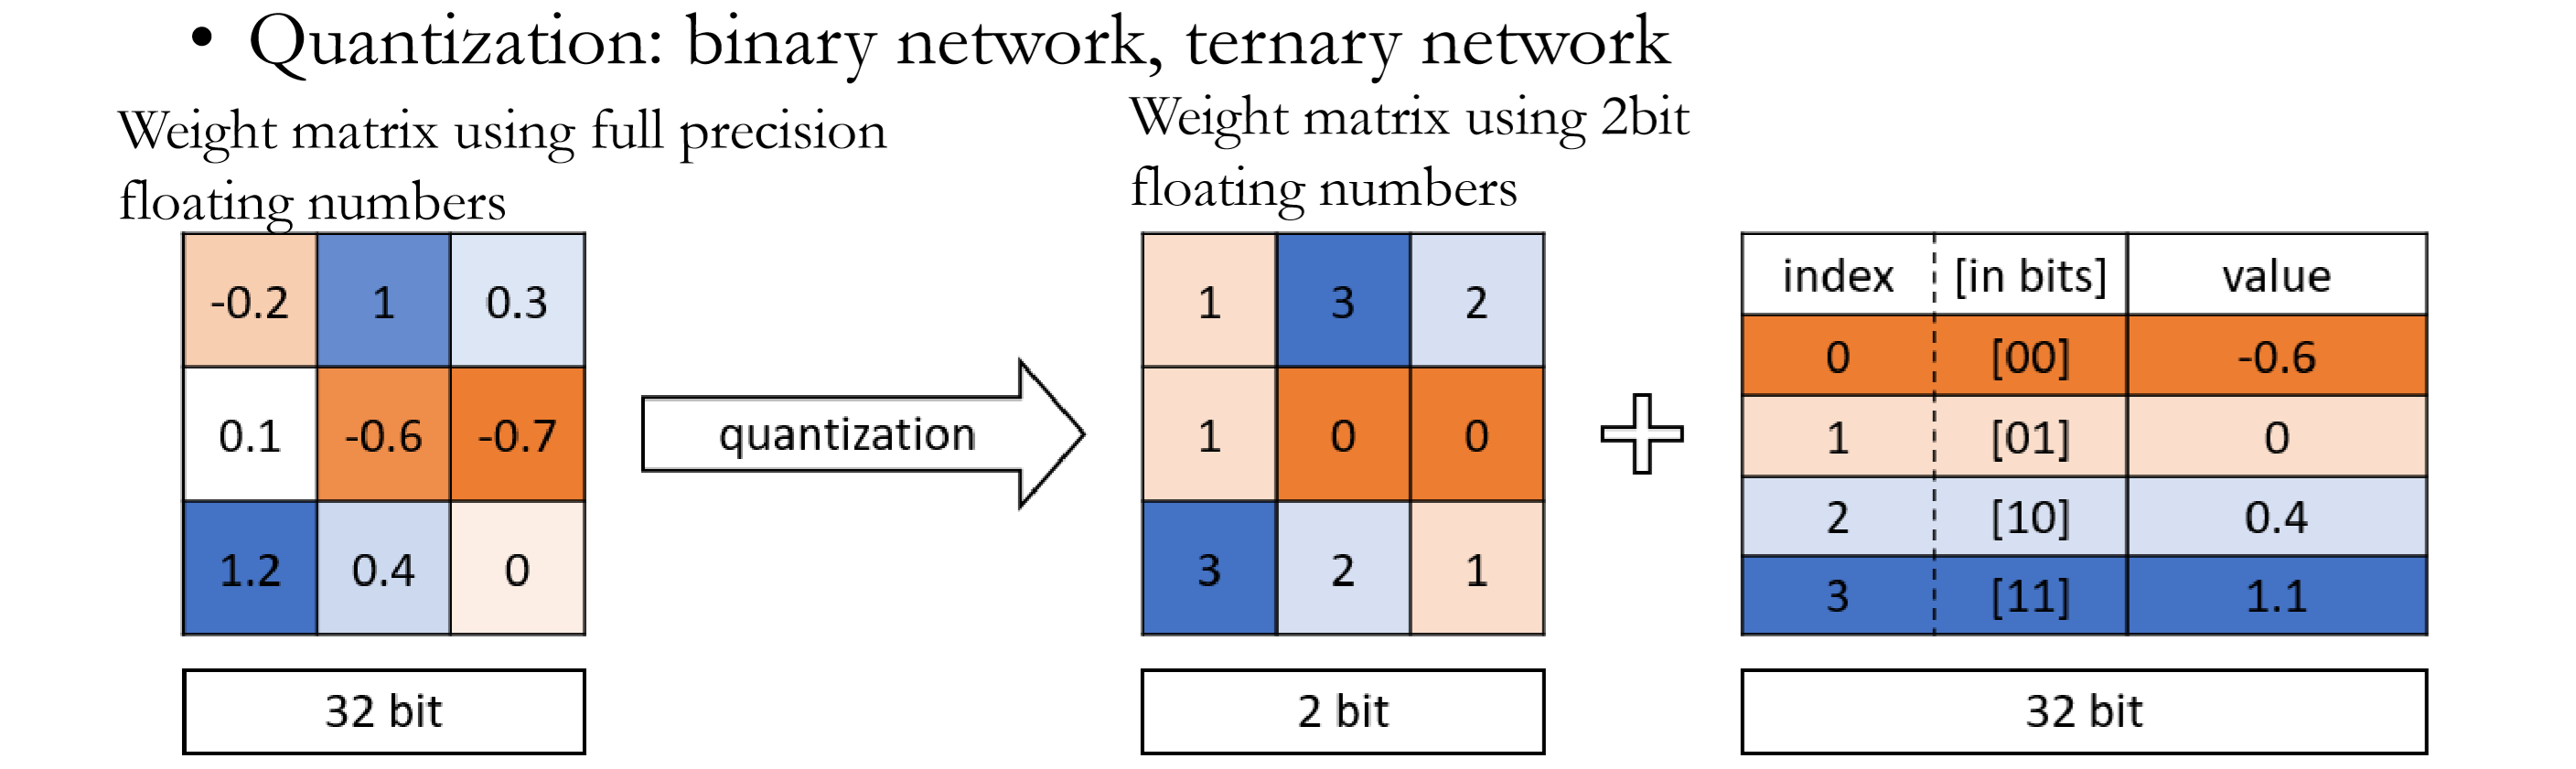 • Quantization: binary network, ternary network
Weight matrix using full precision
floating numbers
-0.2 1 0.3
0.1 -0.6 -0.7
1.2 0.4 0
32 bit
quantization
Weight matrix using 2bit
floating numbers
1 3 2
1 0 0
3 2 1
2 bit
+
index [in bits] value
0 [00] -0.6
1 [01] 0
2 [10] 0.4
3 [11] 1.1
32 bit